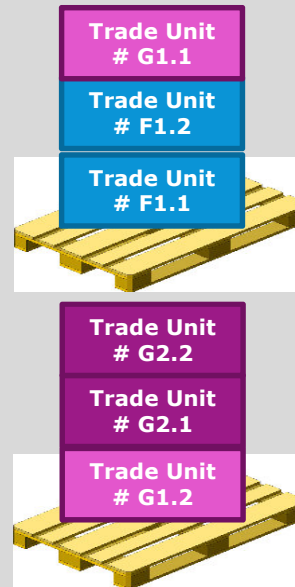 Trade Unit
# G1.1
Trade Unit
# F1.2
Trade Unit
# F1.1
Trade Unit
# G2.2
Trade Unit
# G2.1
Trade Unit
# G1.2